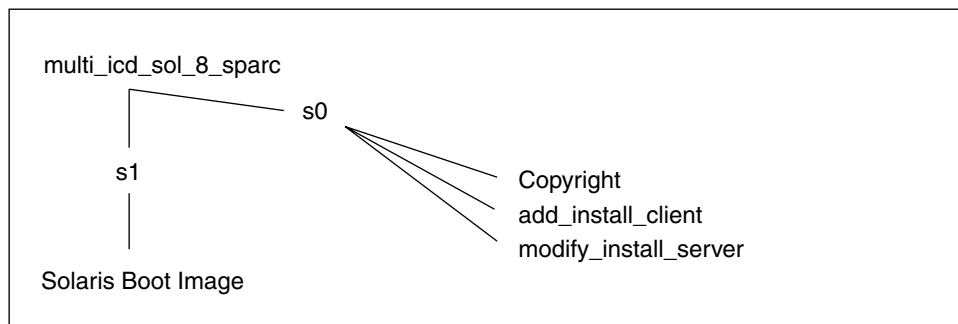 multi_icd_sol_8_sparc
s0
s1
Copyright
add_install_client
modify_install_server
Solaris Boot Image